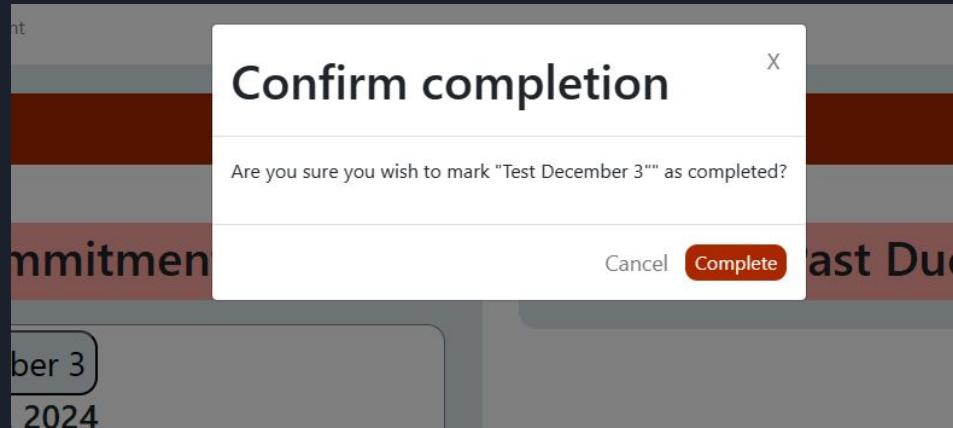 nt
Confirm completion
X
Are you sure you wish to mark "Test December 3"" as completed?
Cancel
Complete
mmitmen
ast Du
ber 3
2024